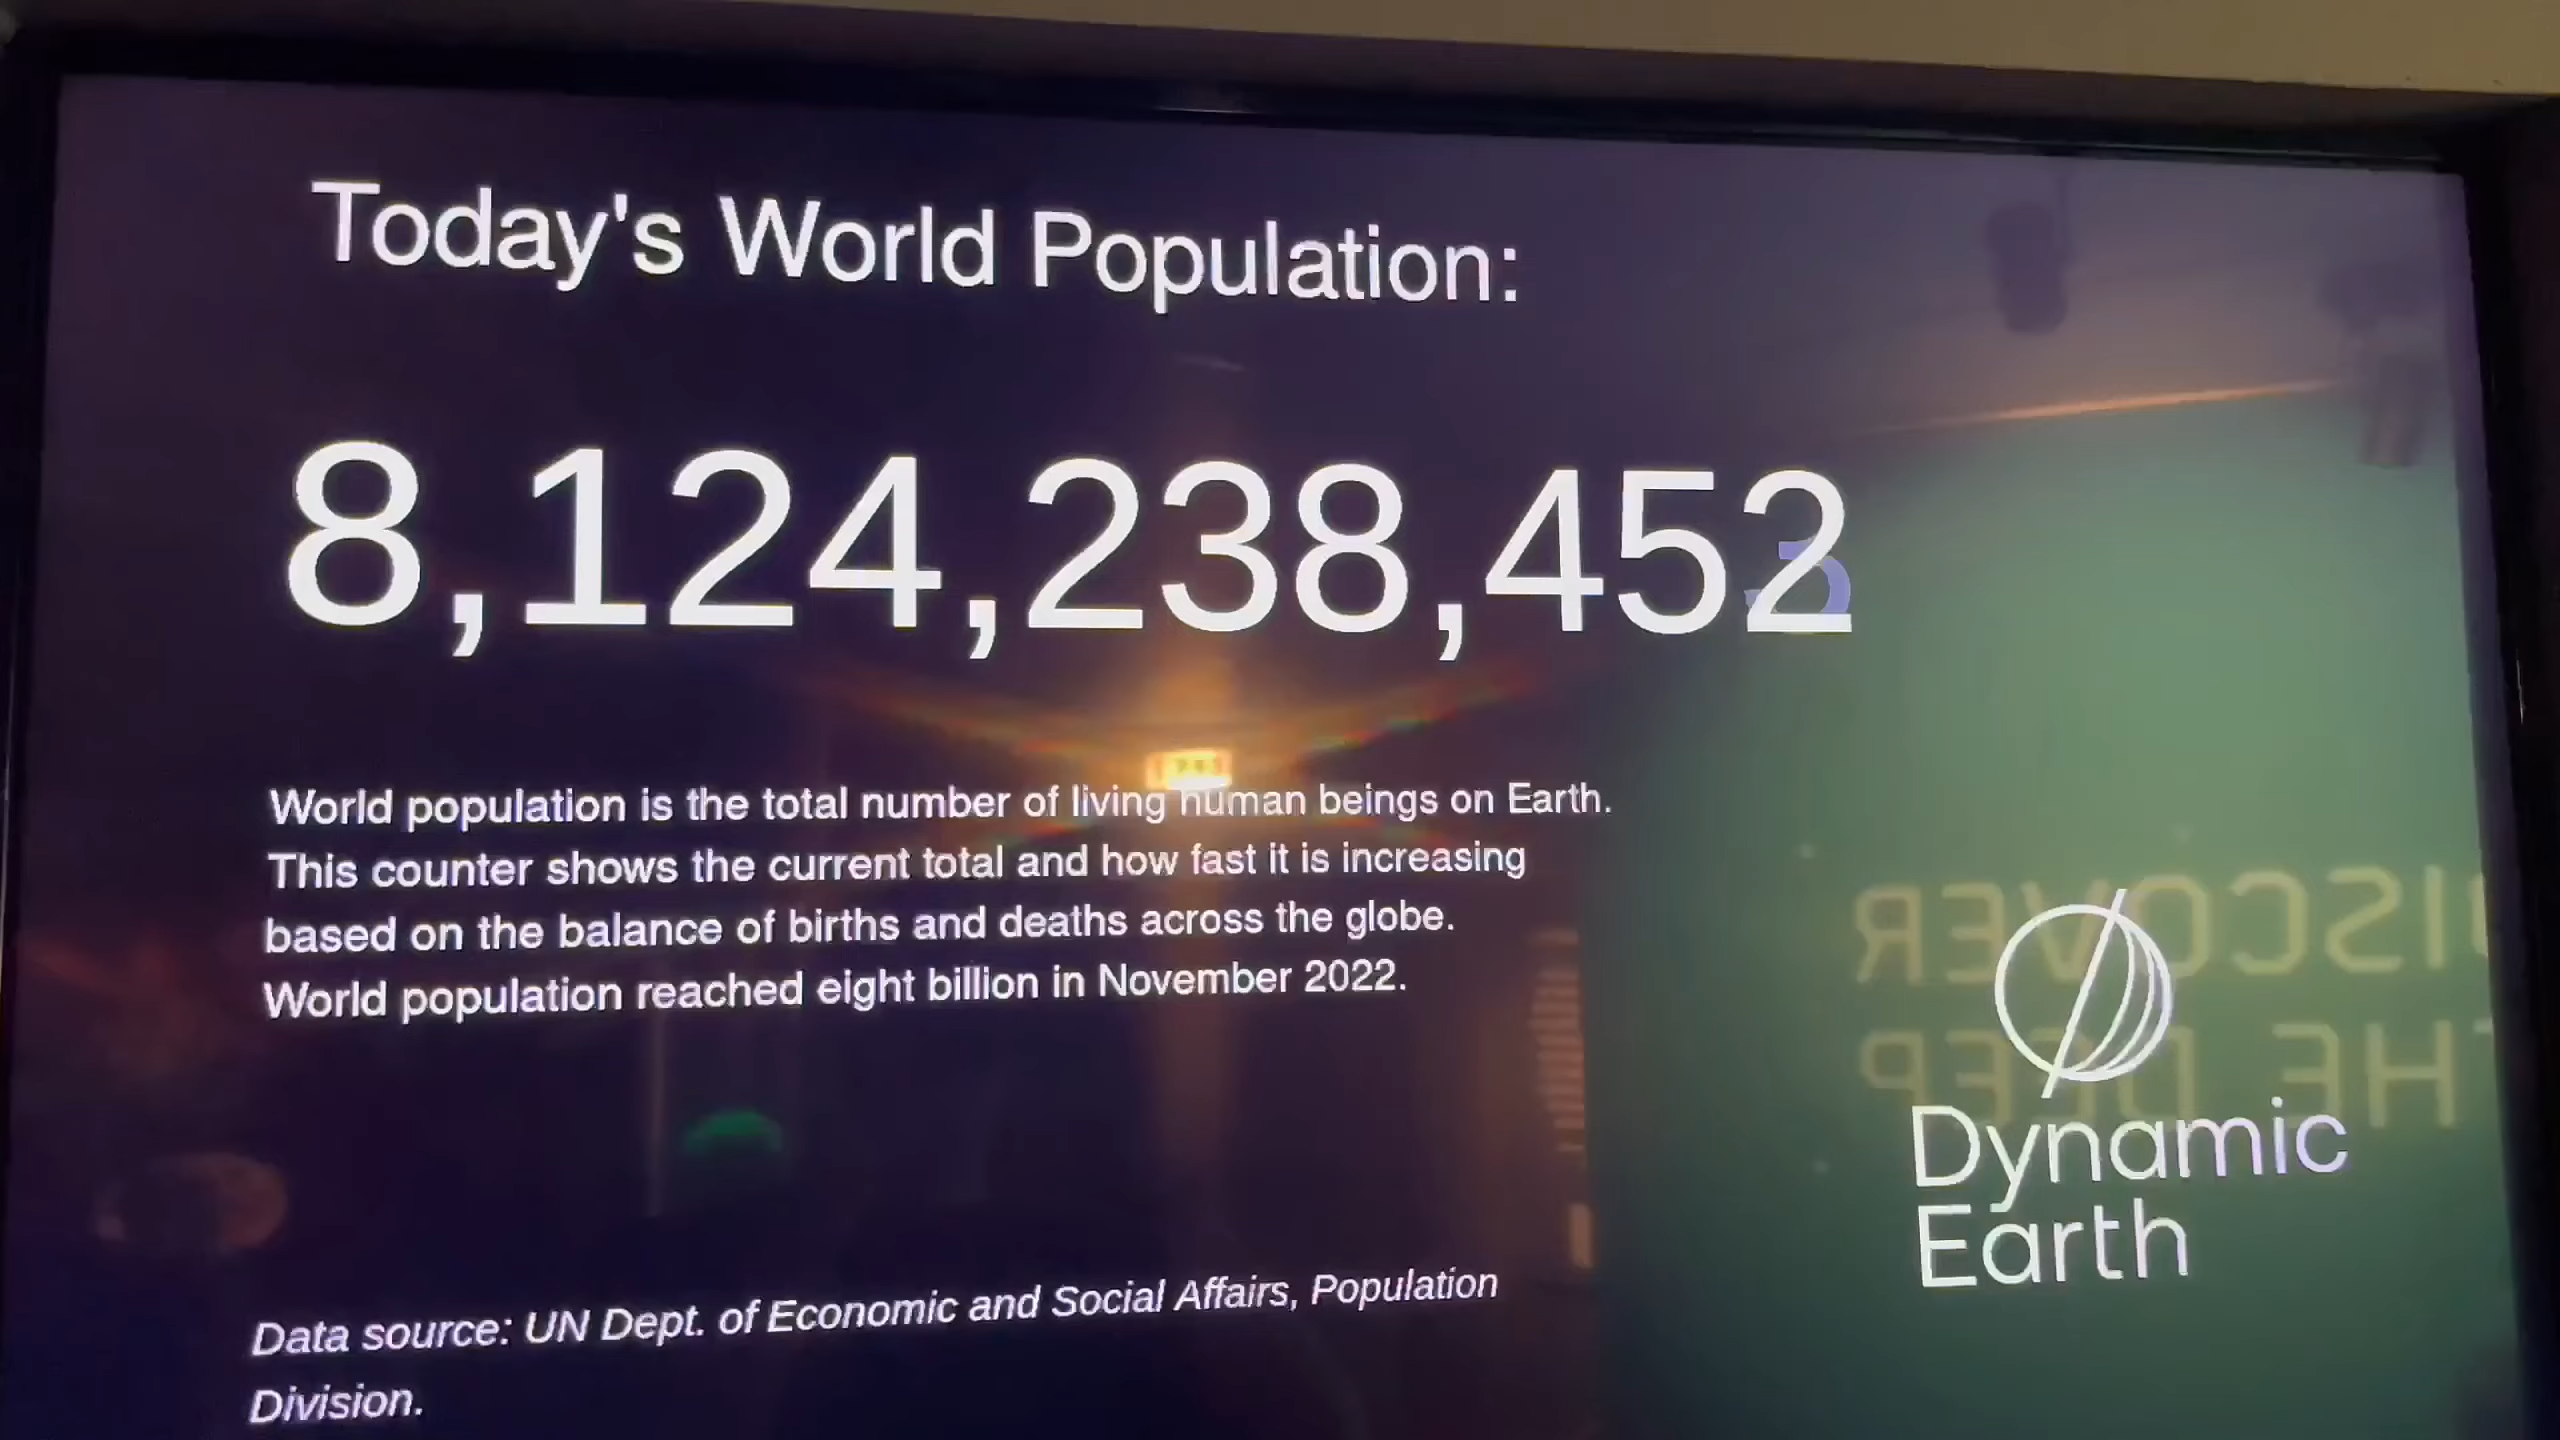 Today's World Population:
8,124,238,452
World population is the total number of living human beings on Earth.
This counter shows the current total and how fast it is increasing
based on the balance of births and deaths across the globe.
World population reached eight billion in November 2022.
DISCOVER
THE DEEP
Dynamic
Earth
Data source: UN Dept. of Economic and Social Affairs, Population
Division.